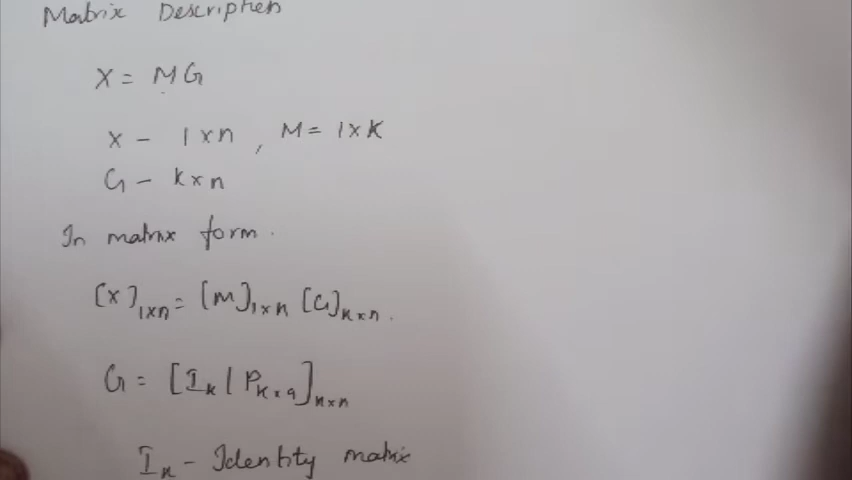 Matrix Description
X = MG
X - 1×n , M = 1×K
G - k×n
In matrix form.
[X]1×n = [M]1×n [G]k×n .
G = [Ik | Pk×q]k×n
Ik - Identity matrix